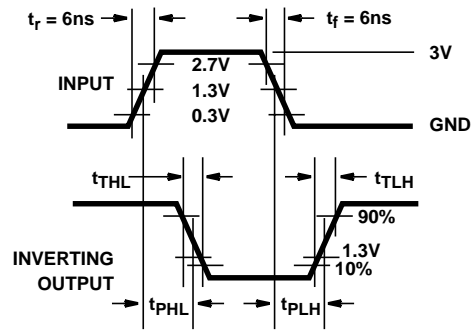 tr = 6ns
tf = 6ns
3V
2.7V
INPUT
1.3V
0.3V
GND
tTHL
tTLH
90%
INVERTING
OUTPUT
1.3V
10%
tPHL
tPLH